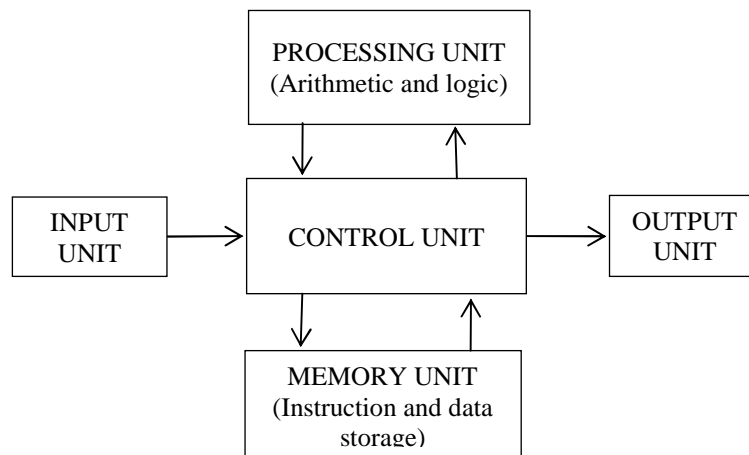 PROCESSING UNIT
(Arithmetic and logic)
INPUT
UNIT
CONTROL UNIT
OUTPUT
UNIT
MEMORY UNIT
(Instruction and data
storage)